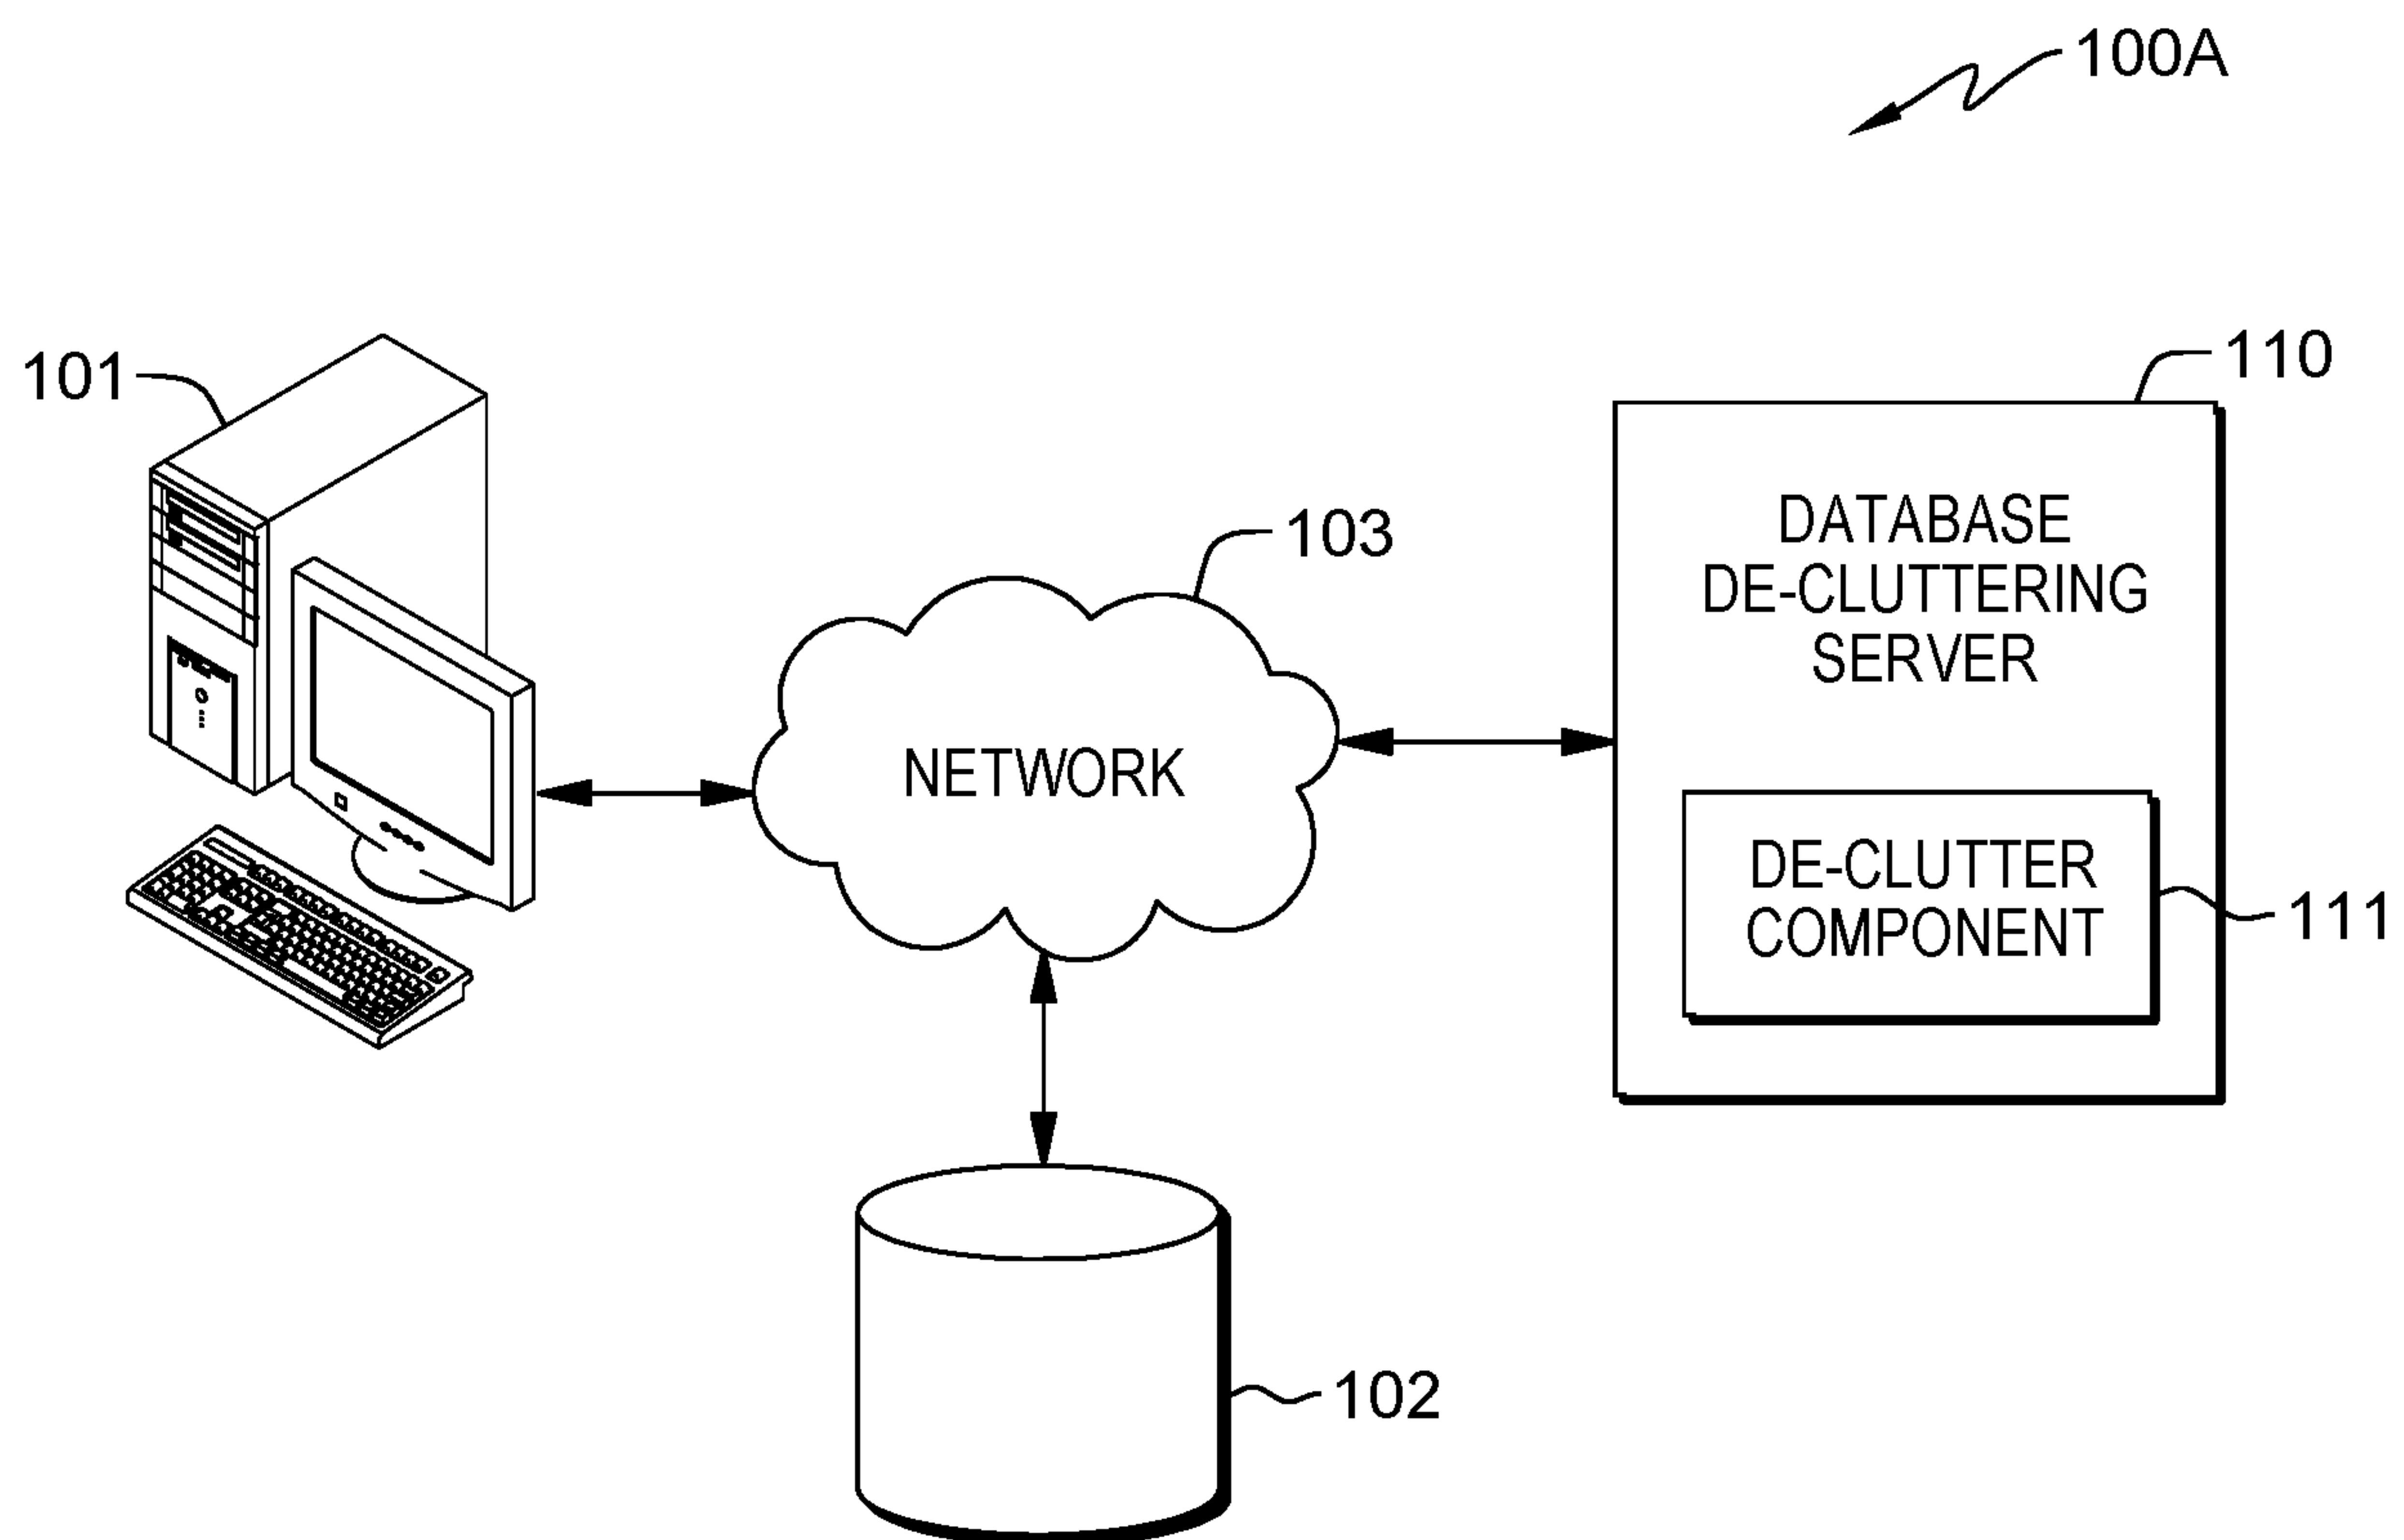 100A
101
110
103
DATABASE
DE-CLUTTERING
SERVER
NETWORK
DE-CLUTTER
COMPONENT
111
102